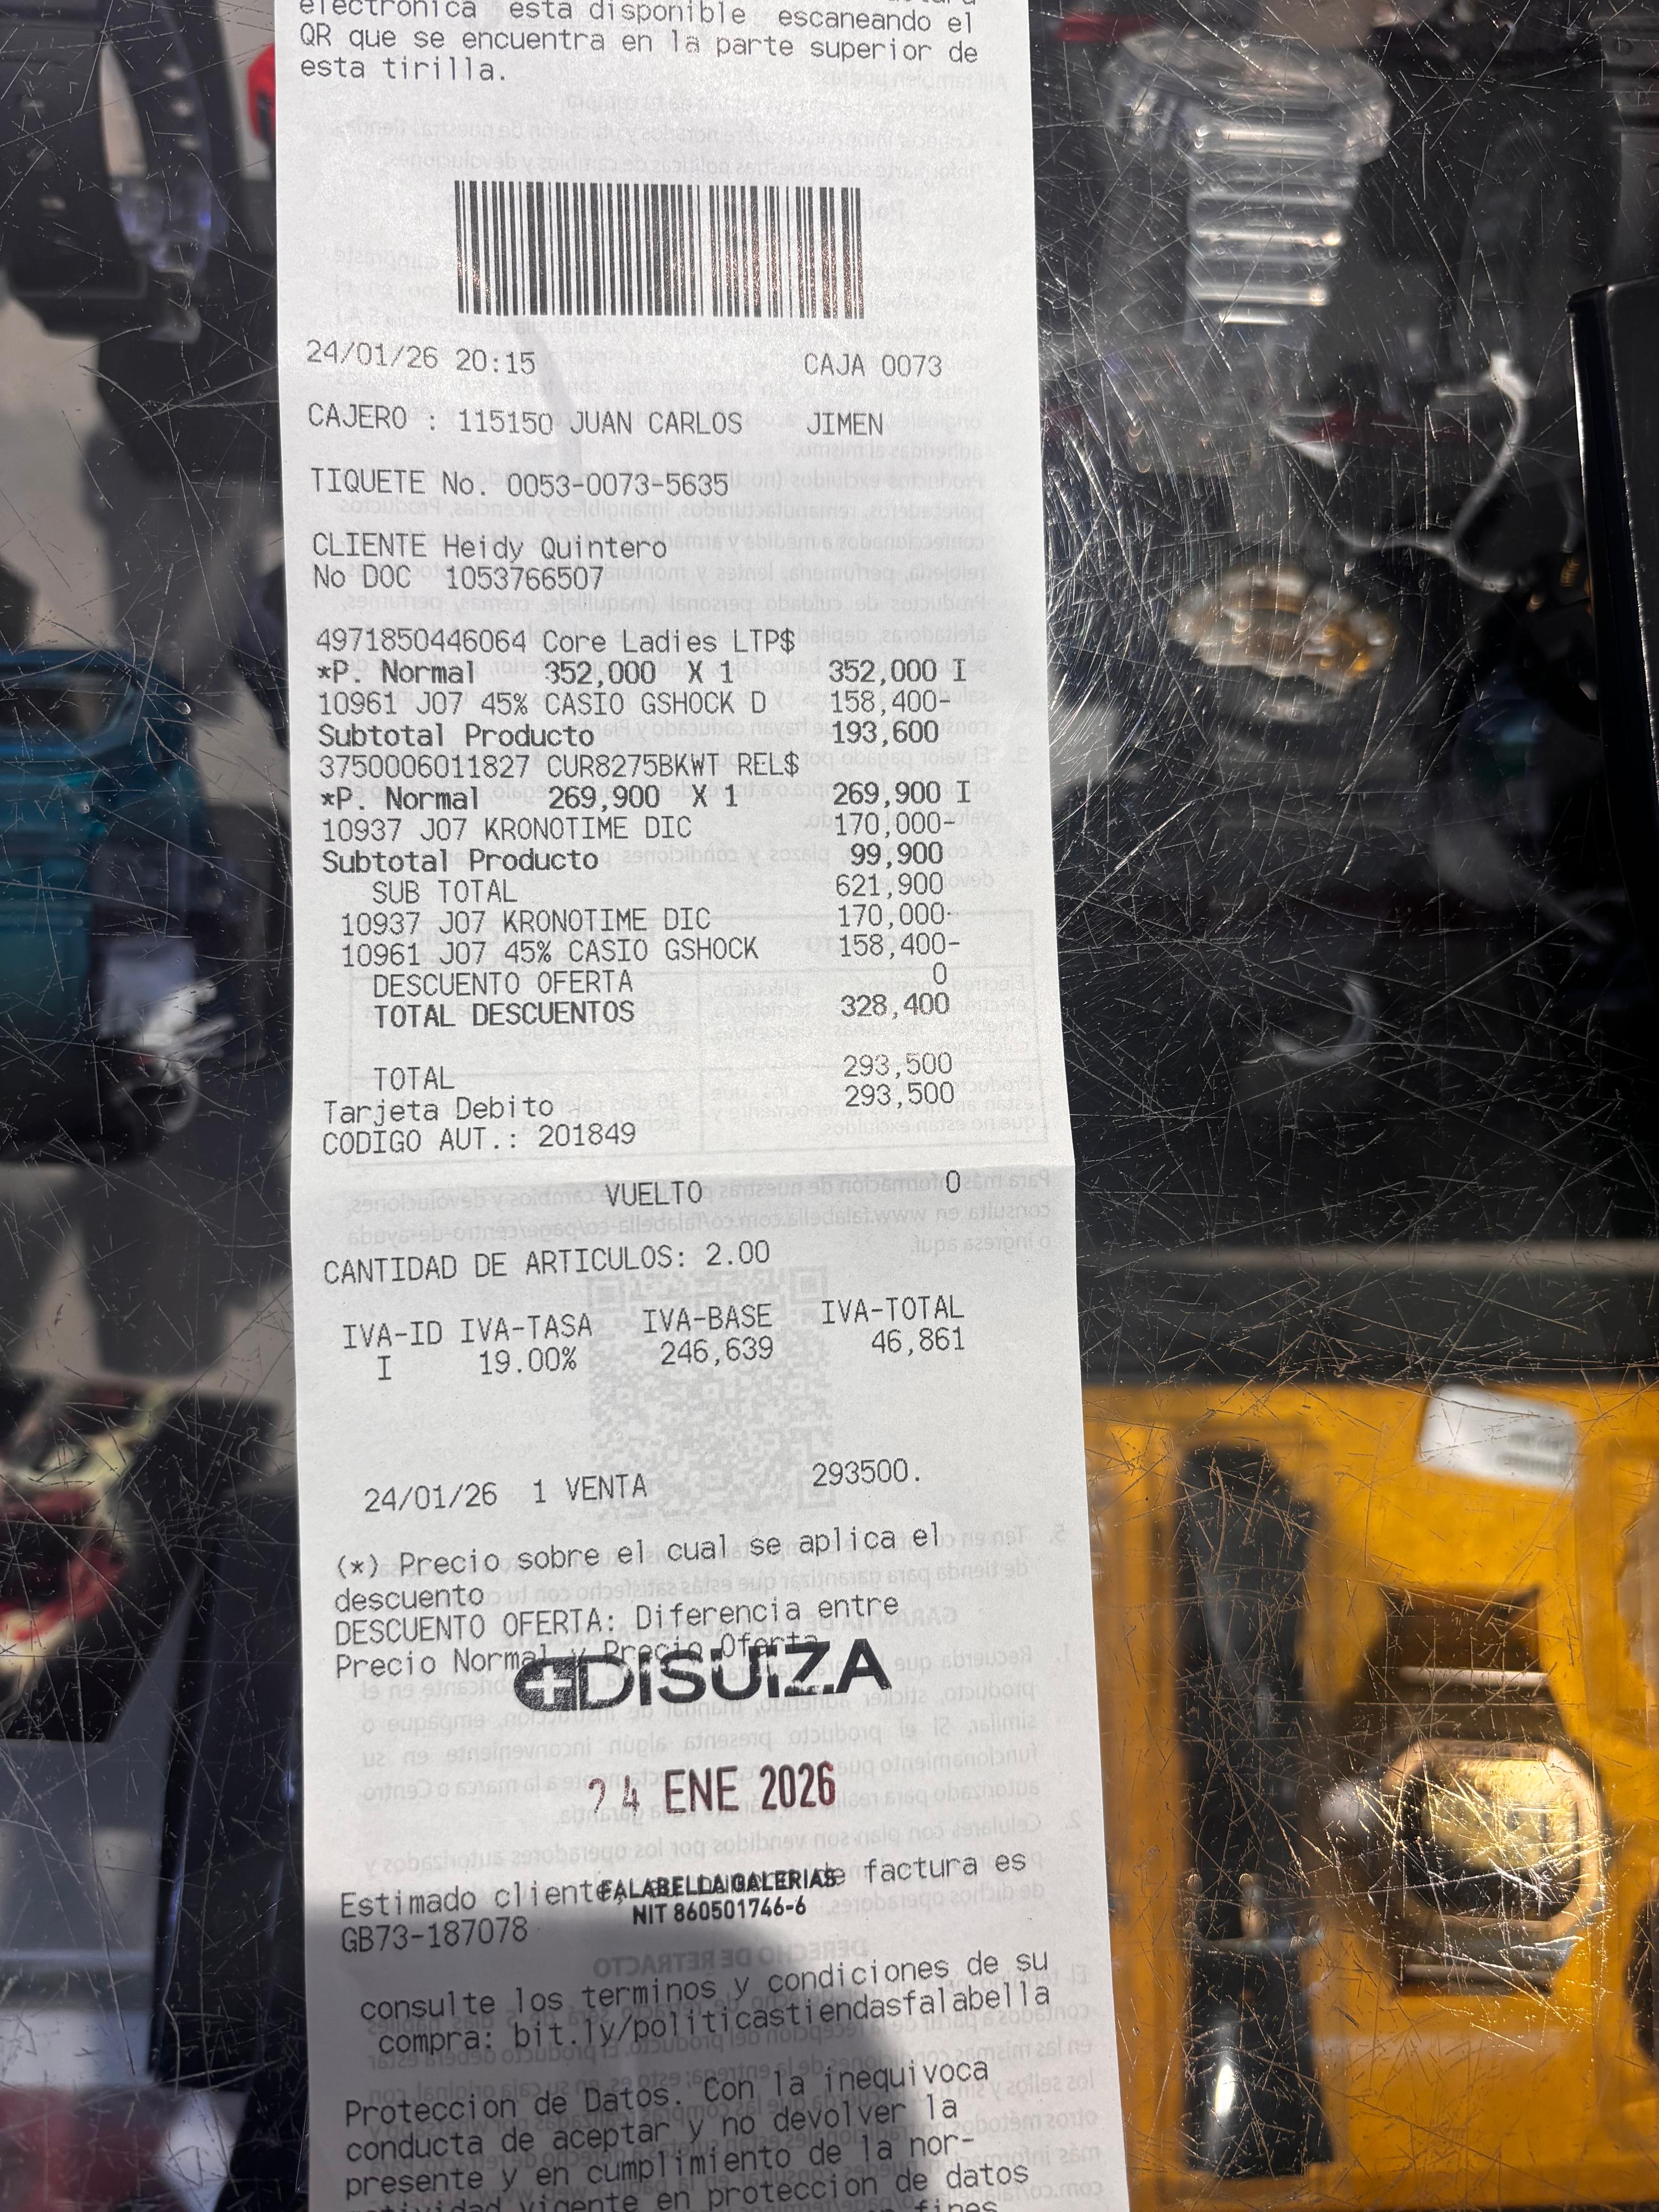 electronica esta disponible escaneando el
QR que se encuentra en la parte superior de
esta tirilla.
24/01/26 20:15 CAJA 0073
CAJERO : 115150 JUAN CARLOS JIMEN
TIQUETE No. 0053-0073-5635
CLIENTE Heidy Quintero
No DOC 1053766507
4971850446064 Core Ladies LTP$
*P. Normal 352,000 X 1 352,000 I
10961 J07 45% CASIO GSHOCK D 158,400-
Subtotal Producto 193,600
3750006011827 CUR8275BKWT REL$
*P. Normal 269,900 X 1 269,900 I
10937 J07 KRONOTIME DIC 170,000-
Subtotal Producto 99,900
SUB TOTAL 621,900
10937 J07 KRONOTIME DIC 170,000-
10961 J07 45% CASIO GSHOCK 158,400-
DESCUENTO OFERTA 0
TOTAL DESCUENTOS 328,400
TOTAL 293,500
Tarjeta Debito 293,500
CODIGO AUT.: 201849
VUELTO 0
CANTIDAD DE ARTICULOS: 2.00
IVA-ID IVA-TASA IVA-BASE IVA-TOTAL
I 19.00% 246,639 46,861
24/01/26 1 VENTA 293500.
(*) Precio sobre el cual se aplica el
descuento
DESCUENTO OFERTA: Diferencia entre
Precio Normal y Precio Oferta
DISUIZA
24 ENE 2026
Estimado cliente, de factura es
FALABELLA GALERIAS
NIT 860501746-6
GB73-187078
consulte los terminos y condiciones de su
compra: bit.ly/politicastiendasfalabella
Proteccion de Datos. Con la inequivoca
conducta de aceptar y no devolver la
presente y en cumplimiento de la nor-
matividad vigente en proteccion de datos
fines